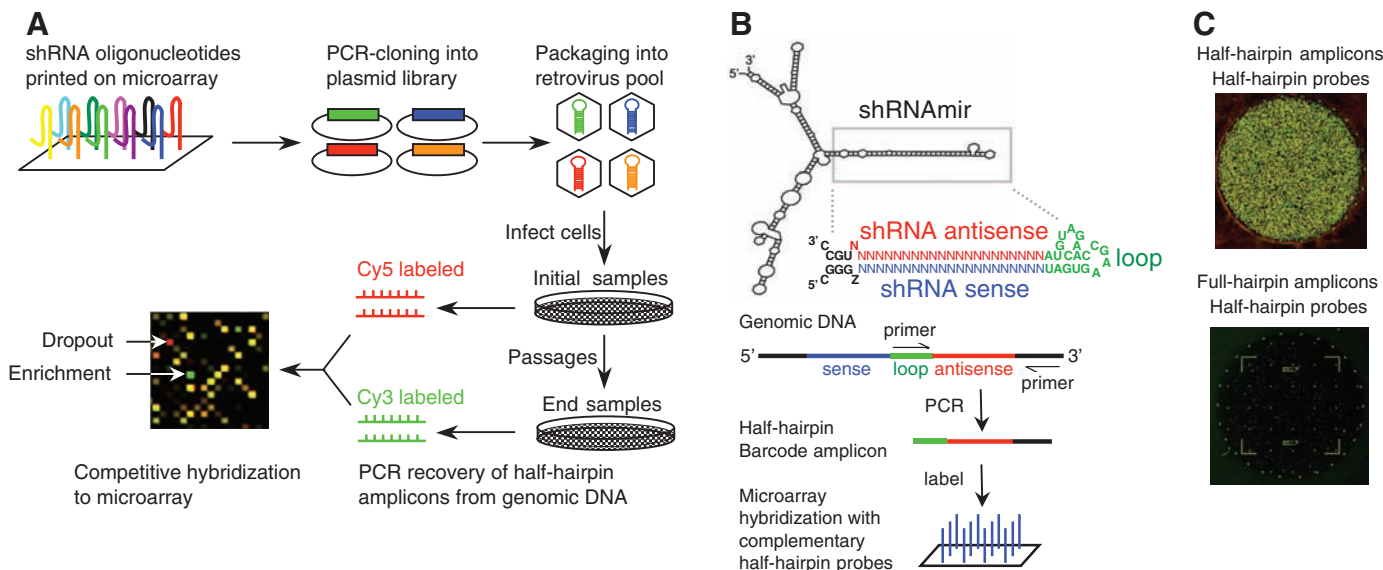 A
shRNA oligonucleotides
printed on microarray
PCR-cloning into
plasmid library
Packaging into
retrovirus pool
Infect cells
Initial samples
Cy5 labeled
Dropout
Enrichment
Passages
Cy3 labeled
End samples
Competitive hybridization
to microarray
PCR recovery of half-hairpin
amplicons from genomic DNA
B
3'
5'
shRNAmir
shRNA antisense
3' C
CGU N NNNNNNNNNNNNNNNNNNNNN AUCACU
GGG Z NNNNNNNNNNNNNNNNNNNNN UAGUGA
5' C
G U A G A C G A A
loop
shRNA sense
Genomic DNA
primer
5' 3'
sense loop antisense
primer
PCR
Half-hairpin
Barcode amplicon
label
Microarray
hybridization with
complementary
half-hairpin probes
C
Half-hairpin amplicons
Half-hairpin probes
Full-hairpin amplicons
Half-hairpin probes